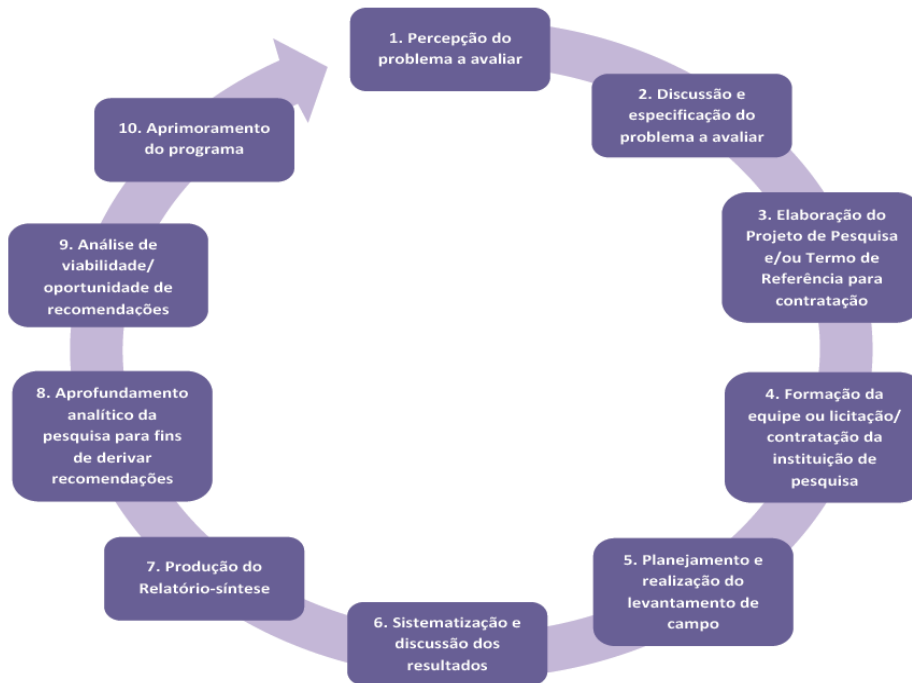 1. Percepção do
problema a avaliar
2. Discussão e
especificação do
problema a avaliar
3. Elaboração do
Projeto de Pesquisa
e/ou Termo de
Referência para
contratação
4. Formação da
equipe ou licitação/
contratação da
instituição de
pesquisa
5. Planejamento e
realização do
levantamento de
campo
6. Sistematização e
discussão dos
resultados
7. Produção do
Relatório-síntese
8. Aprofundamento
analítico da
pesquisa para fins
de derivar
recomendações
9. Análise de
viabilidade/
oportunidade de
recomendações
10. Aprimoramento
do programa